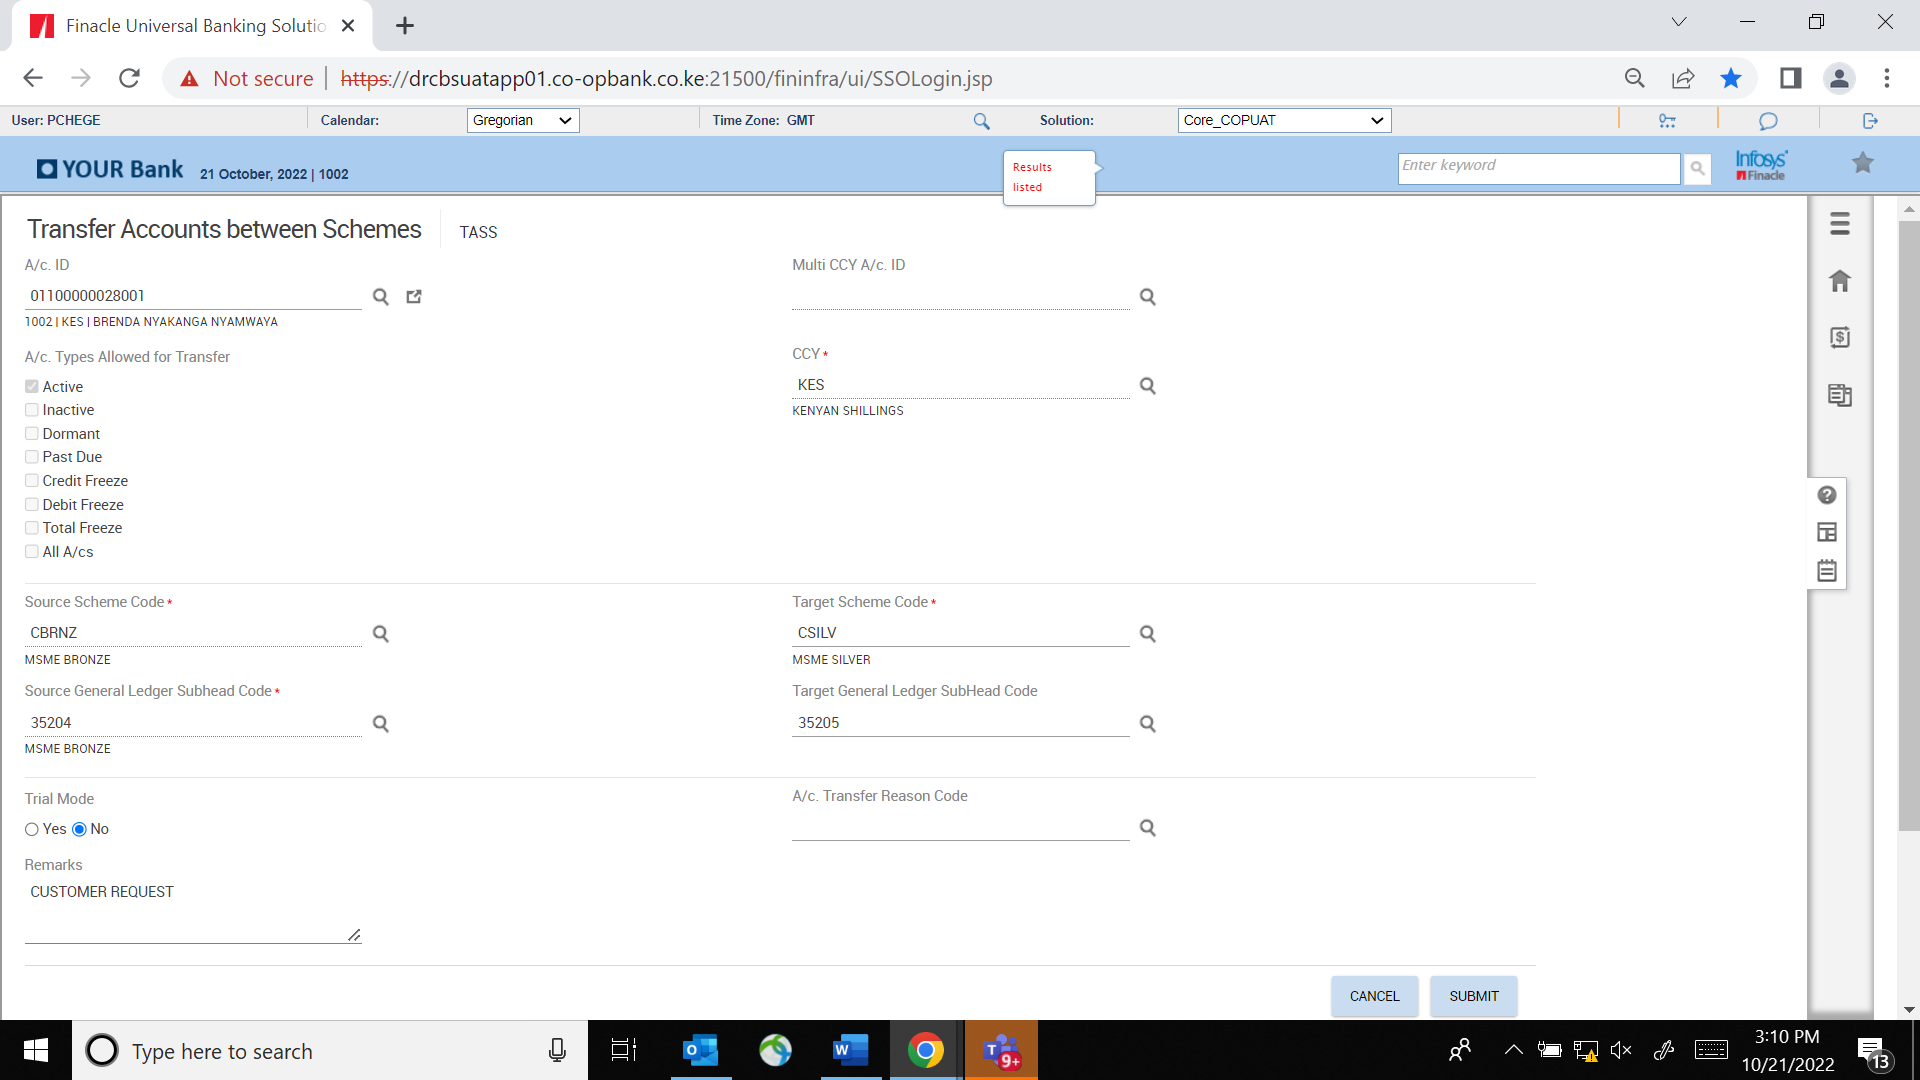 Finacle Universal Banking Solutio
Not secure https://drcbsuatapp01.co-opbank.co.ke:21500/fininfra/ui/SSOLogin.jsp
User: PCHEGE Calendar: Gregorian Time Zone: GMT Solution: Core_COPUAT
YOUR Bank 21 October, 2022 | 1002
Results
listed
Enter keyword
Infosys
Finacle
Transfer Accounts between Schemes TASS
A/c. ID Multi CCY A/c. ID
01100000028001
1002 | KES | BRENDA NYAKANGA NYAMWAYA
A/c. Types Allowed for Transfer CCY *
Active KES
Inactive KENYAN SHILLINGS
Dormant
Past Due
Credit Freeze
Debit Freeze
Total Freeze
All A/cs
Source Scheme Code * Target Scheme Code *
CBRNZ CSILV
MSME BRONZE MSME SILVER
Source General Ledger Subhead Code * Target General Ledger SubHead Code
35204 35205
MSME BRONZE
Trial Mode A/c. Transfer Reason Code
Yes No
Remarks
CUSTOMER REQUEST
CANCEL SUBMIT
Type here to search
9+
3:10 PM
10/21/2022
13